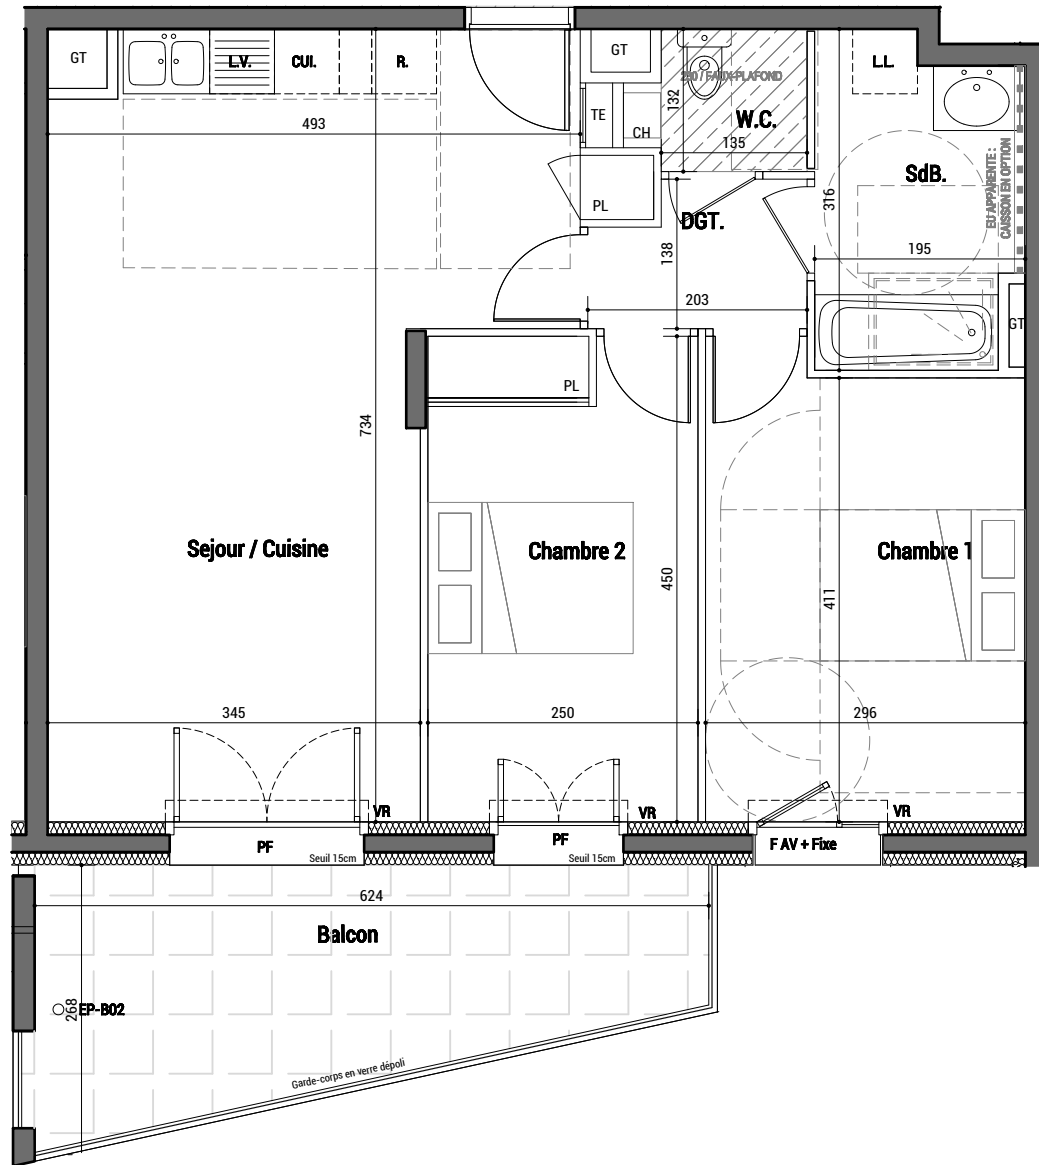 GT
L.V.
CUI.
R.
GT
230 / FAUX-PLAFOND
L.L.
493
TE
CH
132
W.C.
135
EU APPARENTE :
CAISSON EN OPTION
SdB.
316
PL
DGT.
138
195
203
GT
PL
734
Sejour / Cuisine
Chambre 2
Chambre 1
450
411
345
250
296
VR
VR
VR
PF
Seuil 15cm
PF
Seuil 15cm
F AV + Fixe
624
Balcon
268
EP-B02
Garde-corps en verre dépoli